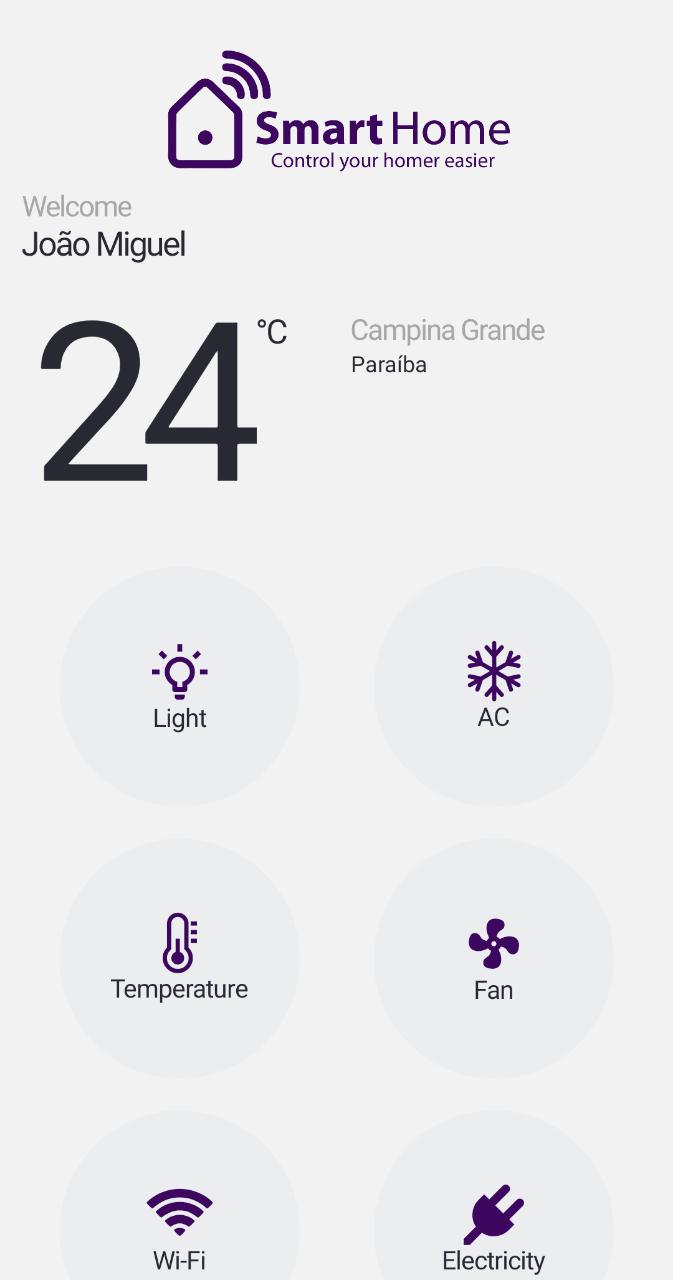 Smart Home
Control your homer easier
Welcome
João Miguel
24 °C
Campina Grande
Paraíba
Light
AC
Temperature
Fan
Wi-Fi
Electricity